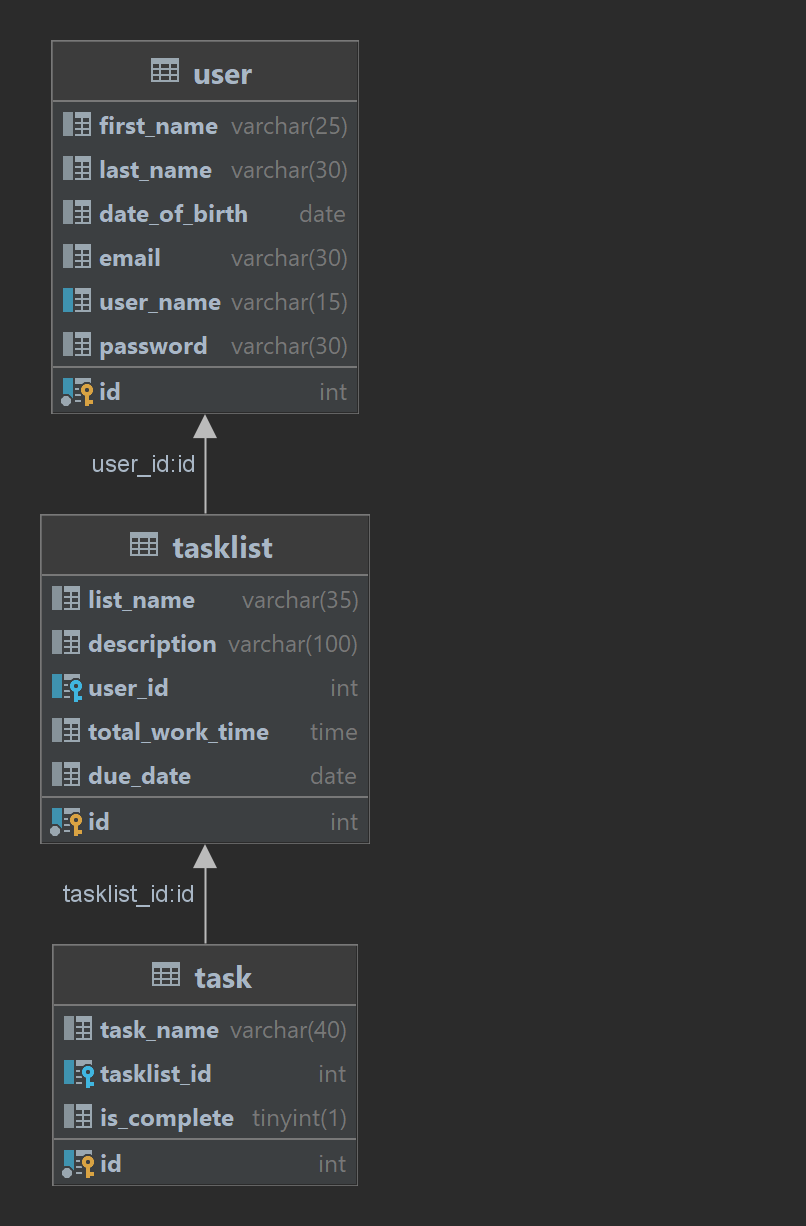 user
first_name varchar(25)
last_name varchar(30)
date_of_birth date
email varchar(30)
user_name varchar(15)
password varchar(30)
id int
user_id:id
tasklist
list_name varchar(35)
description varchar(100)
user_id int
total_work_time time
due_date date
id int
tasklist_id:id
task
task_name varchar(40)
tasklist_id int
is_complete tinyint(1)
id int